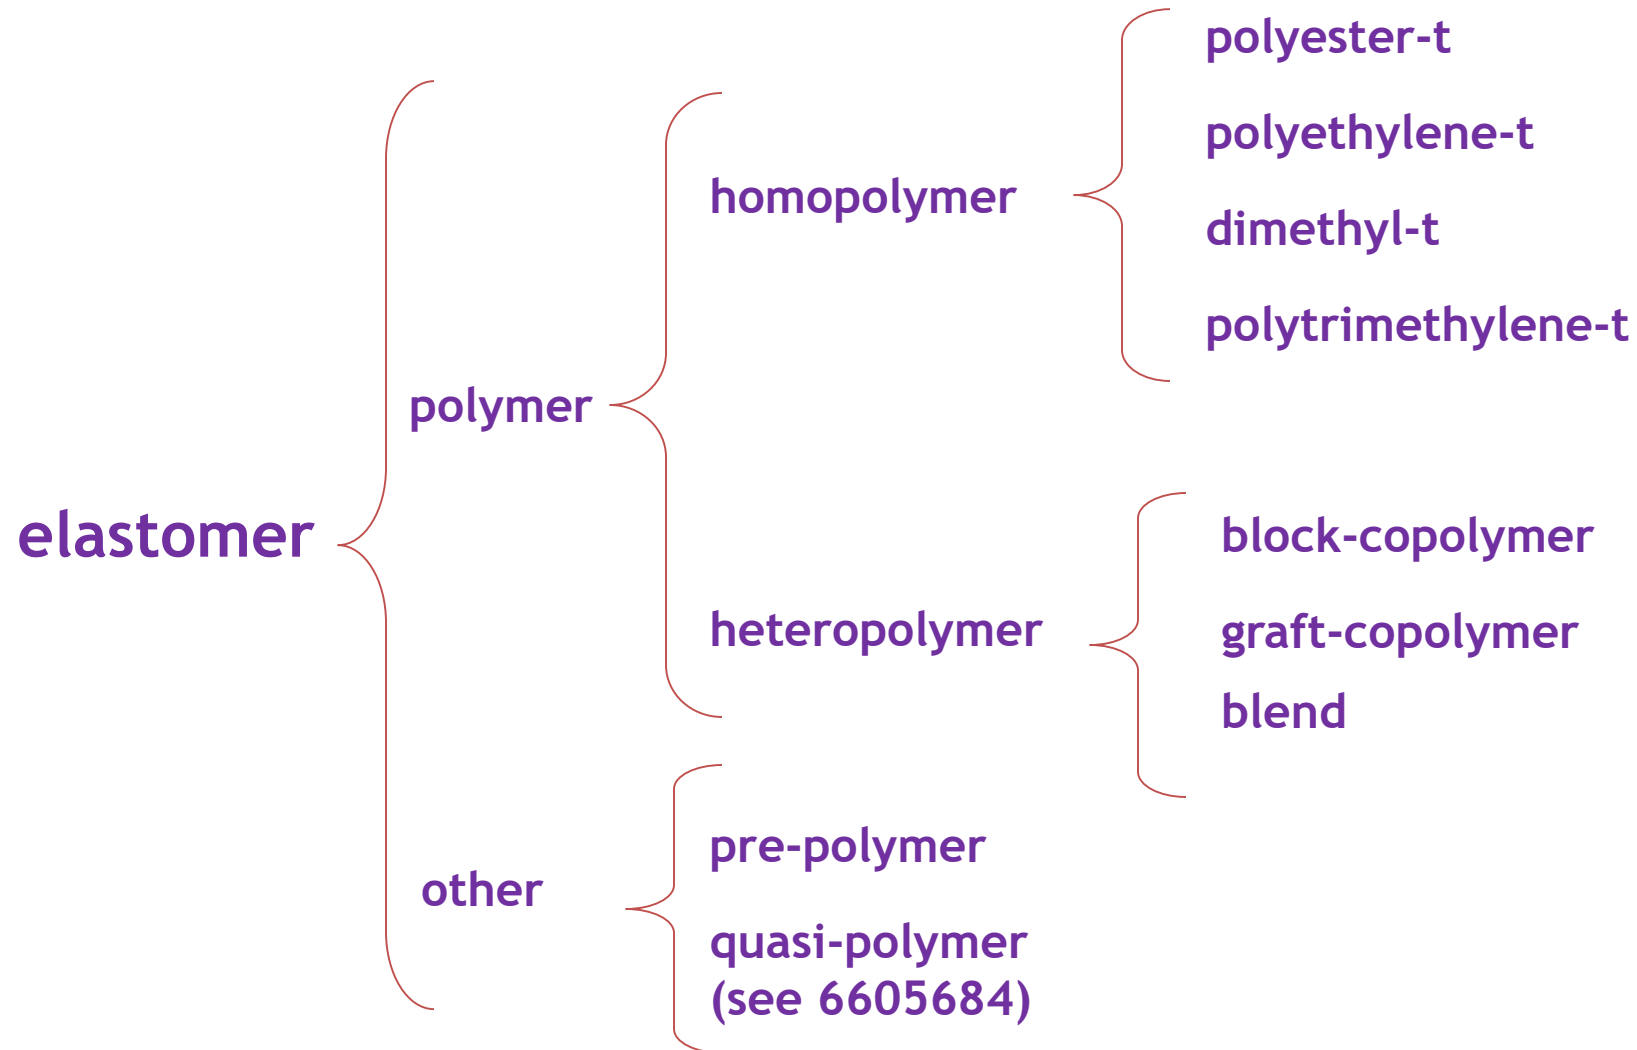 elastomer
polymer
homopolymer
polyester-t
polyethylene-t
dimethyl-t
polytrimethylene-t
heteropolymer
block-copolymer
graft-copolymer
blend
other
pre-polymer
quasi-polymer
(see 6605684)